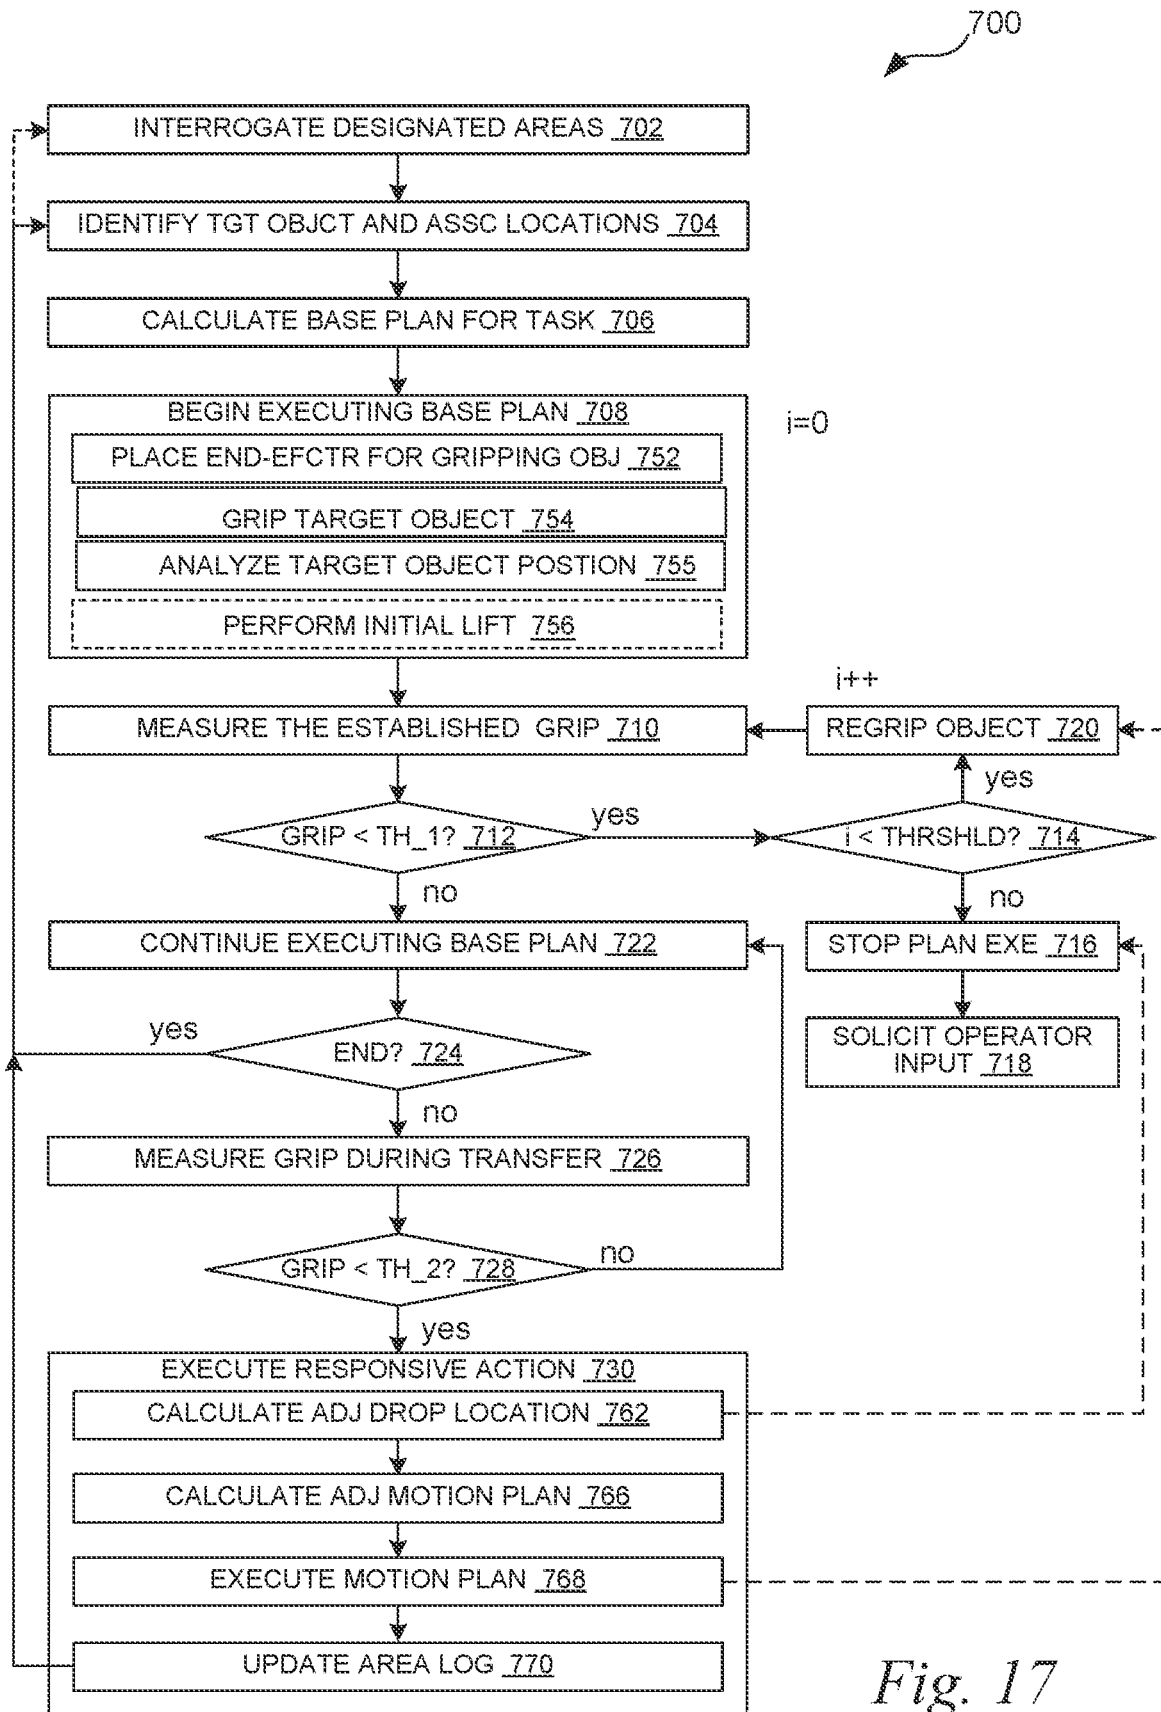 700
INTERROGATE DESIGNATED AREAS 702
IDENTIFY TGT OBJCT AND ASSC LOCATIONS 704
CALCULATE BASE PLAN FOR TASK 706
BEGIN EXECUTING BASE PLAN 708
i=0
PLACE END-EFCTR FOR GRIPPING OBJ 752
GRIP TARGET OBJECT 754
ANALYZE TARGET OBJECT POSTION 755
PERFORM INITIAL LIFT 756
i++
MEASURE THE ESTABLISHED GRIP 710
REGRIP OBJECT 720
yes
GRIP < TH_1? 712
yes
i < THRSHLD? 714
no
no
CONTINUE EXECUTING BASE PLAN 722
STOP PLAN EXE 716
yes
END? 724
SOLICIT OPERATOR
INPUT 718
no
MEASURE GRIP DURING TRANSFER 726
GRIP < TH_2? 728
no
yes
EXECUTE RESPONSIVE ACTION 730
CALCULATE ADJ DROP LOCATION 762
CALCULATE ADJ MOTION PLAN 766
EXECUTE MOTION PLAN 768
UPDATE AREA LOG 770
Fig. 17